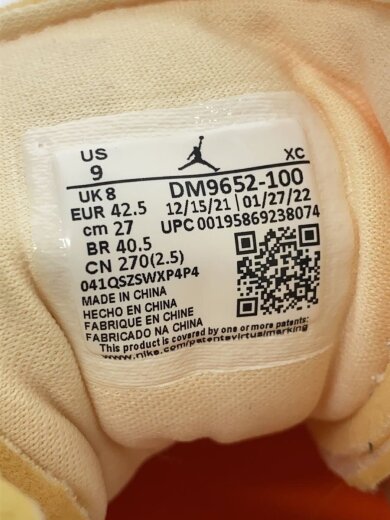 US XC
9
UK 8 DM9652-100
EUR 42.5 12/15/21 | 01/27/22
cm 27 UPC 00195869238074
BR 40.5
CN 270(2.5)
041QSZSWXP4P4
MADE IN CHINA
HECHO EN CHINA
FABRIQUE EN CHINE
FABRICADO NA CHINA
This product is covered by one or more patents:
www.nike.com/patentsvirtualmarking